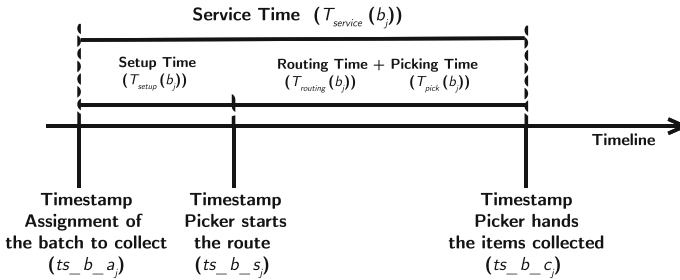 Service Time (T_service (b_j))
Setup Time
(T_setup (b_j))
Routing Time + Picking Time
(T_routing (b_j)) (T_pick (b_j))
Timeline
Timestamp
Assignment of
the batch to collect
(ts_b_a_j)
Timestamp
Picker starts
the route
(ts_b_s_j)
Timestamp
Picker hands
the items collected
(ts_b_c_j)